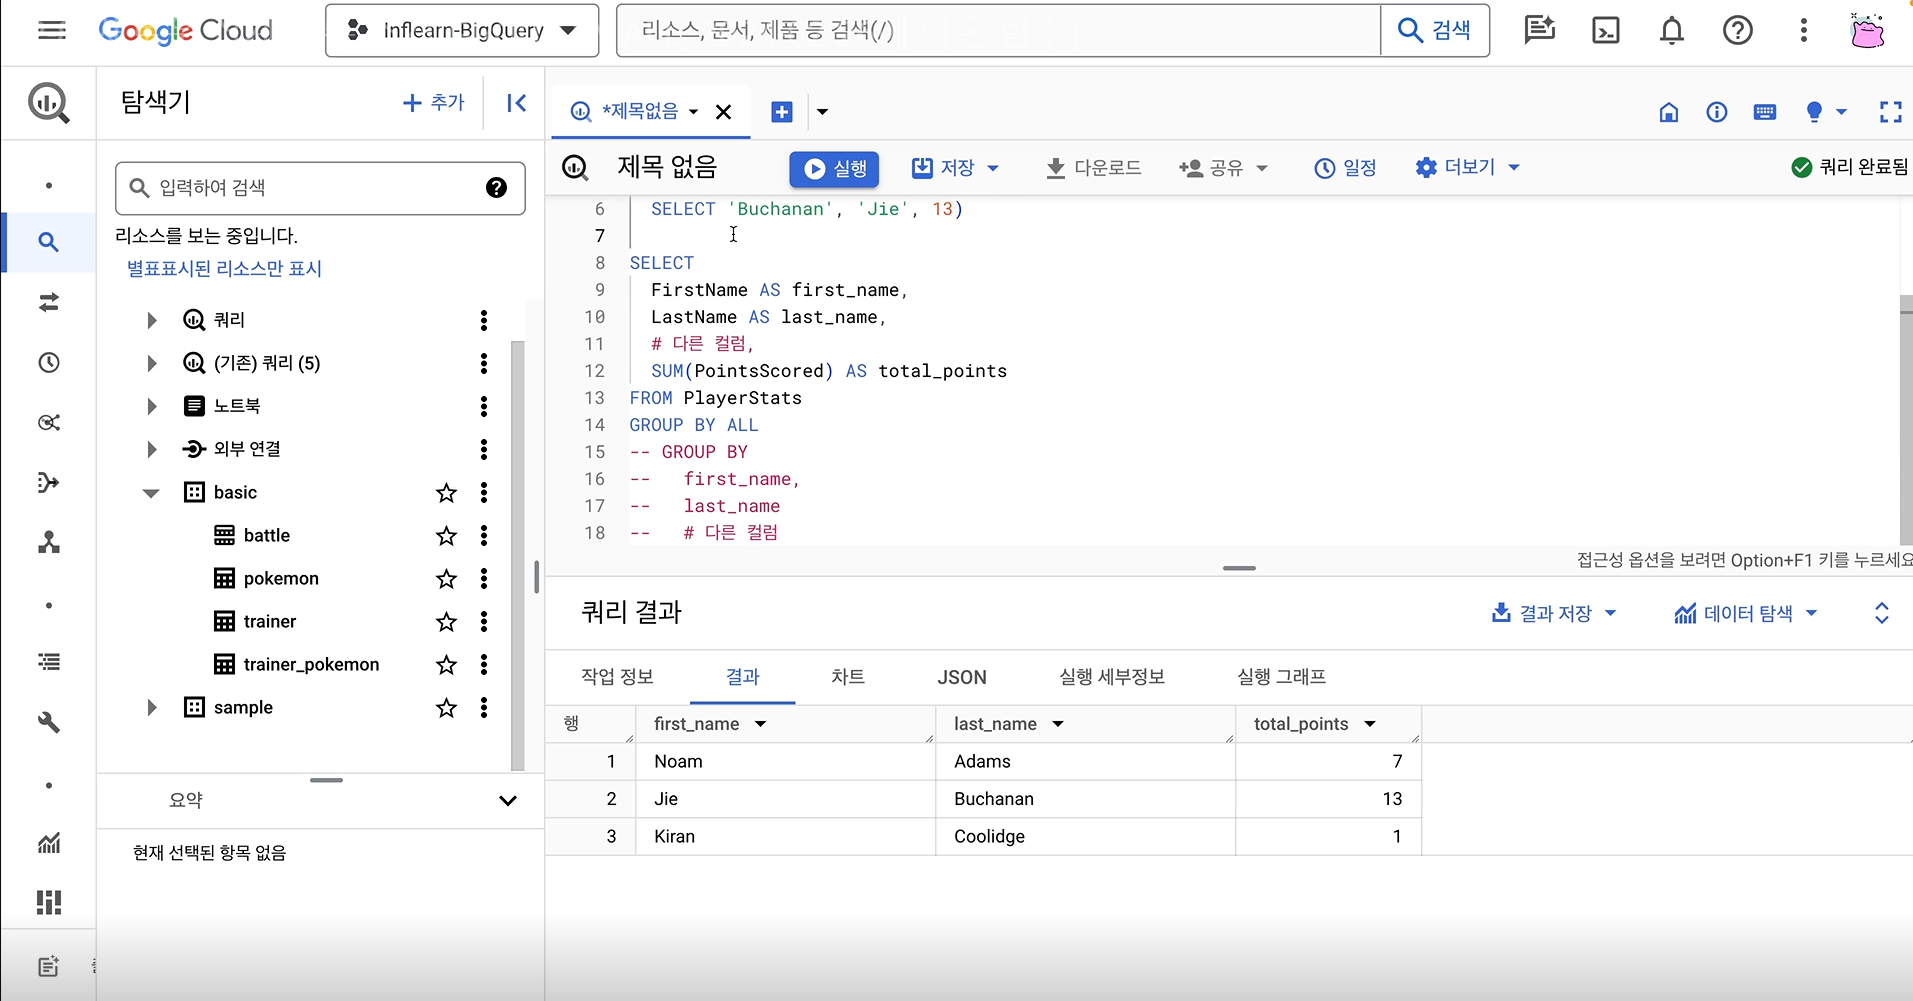 Google Cloud
Inflearn-BigQuery
리소스, 문서, 제품 등 검색(/)
검색
탐색기
추가
*제목없음
제목 없음
실행
저장
다운로드
공유
일정
더보기
쿼리 완료됨
입력하여 검색
리소스를 보는 중입니다.
별표표시된 리소스만 표시
쿼리
(기존) 쿼리 (5)
노트북
외부 연결
basic
battle
pokemon
trainer
trainer_pokemon
sample
요약
현재 선택된 항목 없음
6 SELECT 'Buchanan', 'Jie', 13)
7
8 SELECT
9 FirstName AS first_name,
10 LastName AS last_name,
11 # 다른 컬럼,
12 SUM(PointsScored) AS total_points
13 FROM PlayerStats
14 GROUP BY ALL
15 -- GROUP BY
16 -- first_name,
17 -- last_name
18 -- # 다른 컬럼
접근성 옵션을 보려면 Option+F1 키를 누르세요
쿼리 결과
결과 저장
데이터 탐색
작업 정보 결과 차트 JSON 실행 세부정보 실행 그래프
행 first_name last_name total_points
1 Noam Adams 7
2 Jie Buchanan 13
3 Kiran Coolidge 1